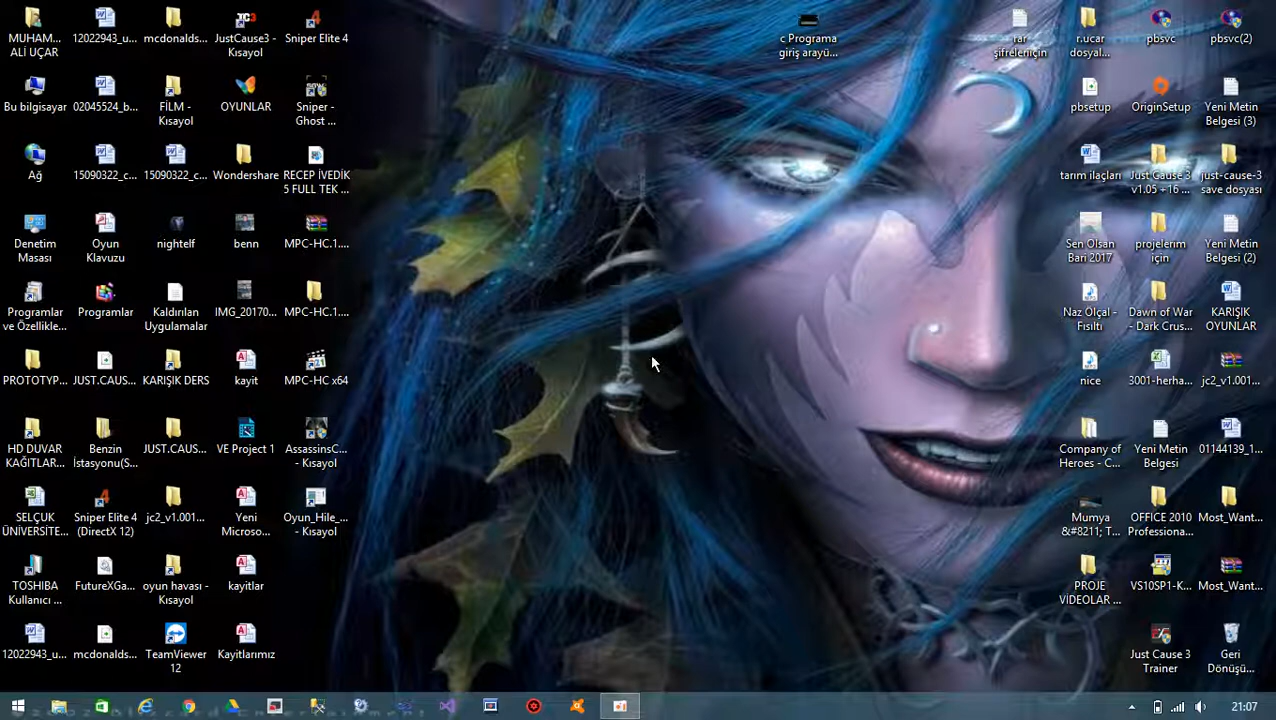 MUHAM...
ALİ UÇAR
12022943_u...
mcdonalds...
JustCause3 -
Kısayol
Sniper Elite 4
Bu bilgisayar
02045524_b...
FİLM -
Kısayol
OYUNLAR
Sniper -
Ghost ...
Ağ
15090322_c...
15090322_c...
Wondershare
RECEP İVEDİK
5 FULL TEK ...
Denetim
Masası
Oyun
Klavuzu
nightelf
benn
MPC-HC.1....
Programlar
ve Özellikle...
Programlar
Kaldırılan
Uygulamalar
IMG_20170...
MPC-HC.1....
PROTOTYP...
JUST.CAUS...
KARIŞIK DERS
kayit
MPC-HC x64
HD DUVAR
KAĞITLAR...
Benzin
İstasyonu(S...
JUST.CAUS...
VE Project 1
AssassinsC...
- Kısayol
SELÇUK
ÜNİVERSİTE...
Sniper Elite 4
(DirectX 12)
jc2_v1.001...
Yeni
Microso...
Oyun_Hile_...
- Kısayol
TOSHIBA
Kullanıcı ...
FutureXGa...
oyun havası -
Kısayol
kayitlar
12022943_u...
mcdonalds...
TeamViewer
12
Kayitlarımız
c Programa
giriş arayü...
rar
şifreleriiçin
r.ucar
dosyal...
pbsvc
pbsvc(2)
pbsetup
OriginSetup
Yeni Metin
Belgesi (3)
tarım ilaçları
Just Cause 3
v1.05 +16 ...
just-cause-3
save dosyası
Sen Olsan
Bari 2017
projelerim
için
Yeni Metin
Belgesi (2)
Naz Ölçal -
Fısıltı
Dawn of War
- Dark Crus...
KARIŞIK
OYUNLAR
nice
3001-herha...
jc2_v1.001...
Company of
Heroes - C...
Yeni Metin
Belgesi
01144139_1...
Mumya
&#8211; T...
OFFICE 2010
Professiona...
Most_Want...
PROJE
VİDEOLAR ...
VS10SP1-K...
Most_Want...
Just Cause 3
Trainer
Geri
Dönüşü...
21:07